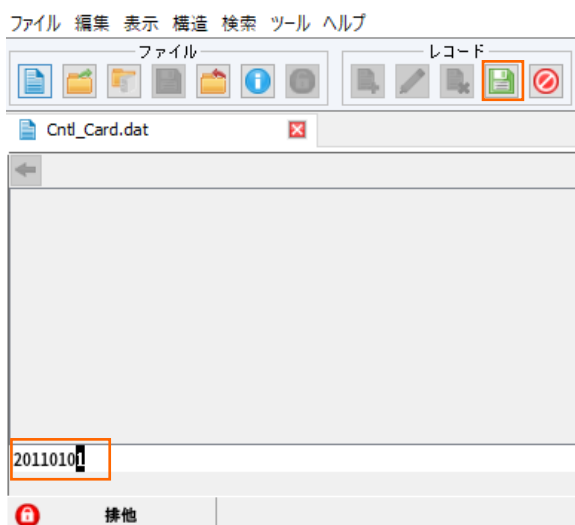 ファイル 編集 表示 構造 検索 ツール ヘルプ
ファイル レコード
Cntl_Card.dat
20110101
排他